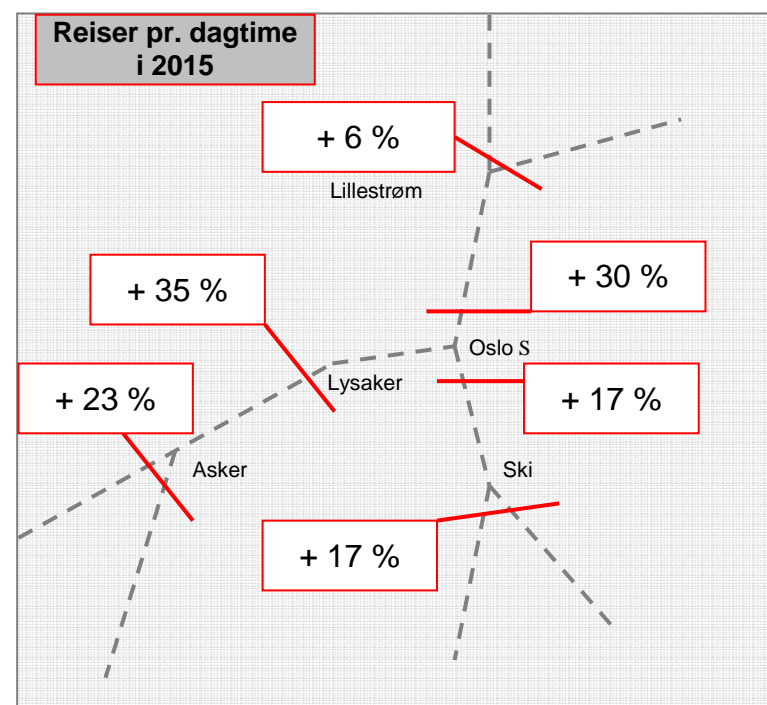 Reiser pr. dagtime
i 2015
+ 6 %
Lillestrøm
+ 30 %
+ 35 %
Oslo S
Lysaker
+ 23 %
+ 17 %
Asker
Ski
+ 17 %